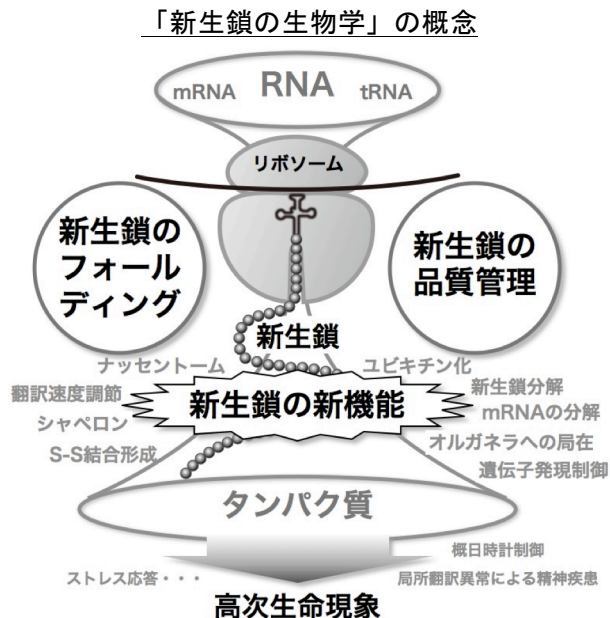 「新生鎖の生物学」の概念
mRNA RNA tRNA
リボソーム
新生鎖の
フォール
ディング
新生鎖の
品質管理
新生鎖
ナッセントーム
ユビキチン化
翻訳速度調節
シャペロン
S-S結合形成
新生鎖の新機能
新生鎖分解
mRNAの分解
オルガネラへの局在
遺伝子発現制御
タンパク質
概日時計制御
ストレス応答・・・
局所翻訳異常による精神疾患
高次生命現象